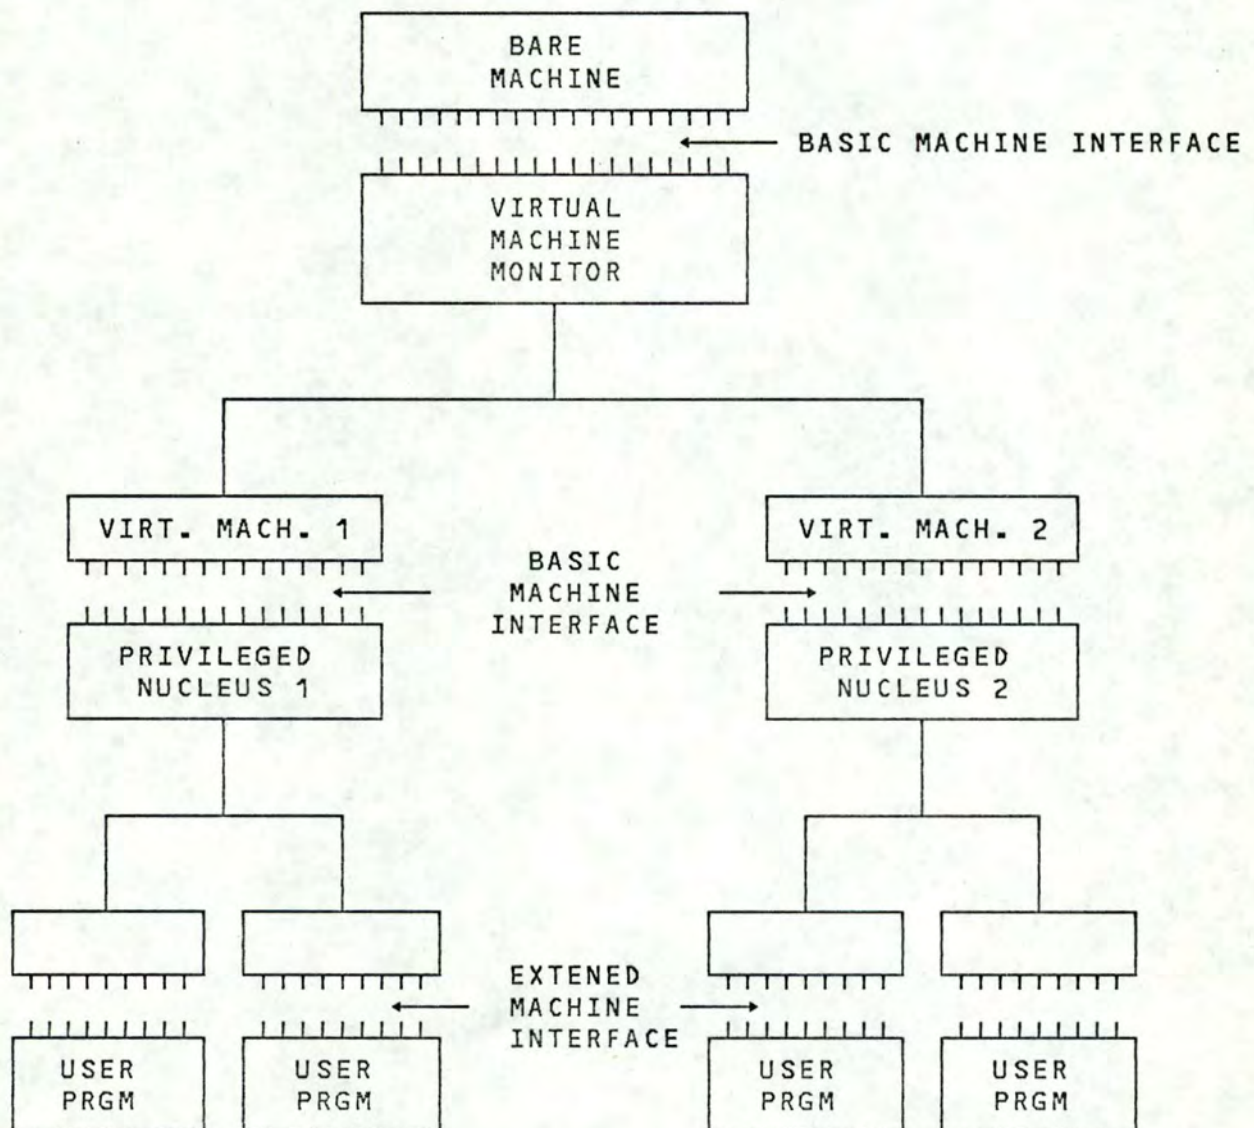 BARE
MACHINE
BASIC MACHINE INTERFACE
VIRTUAL
MACHINE
MONITOR
VIRT. MACH. 1
VIRT. MACH. 2
BASIC
MACHINE
INTERFACE
PRIVILEGED
NUCLEUS 1
PRIVILEGED
NUCLEUS 2
EXTENED
MACHINE
INTERFACE
USER
PRGM
USER
PRGM
USER
PRGM
USER
PRGM